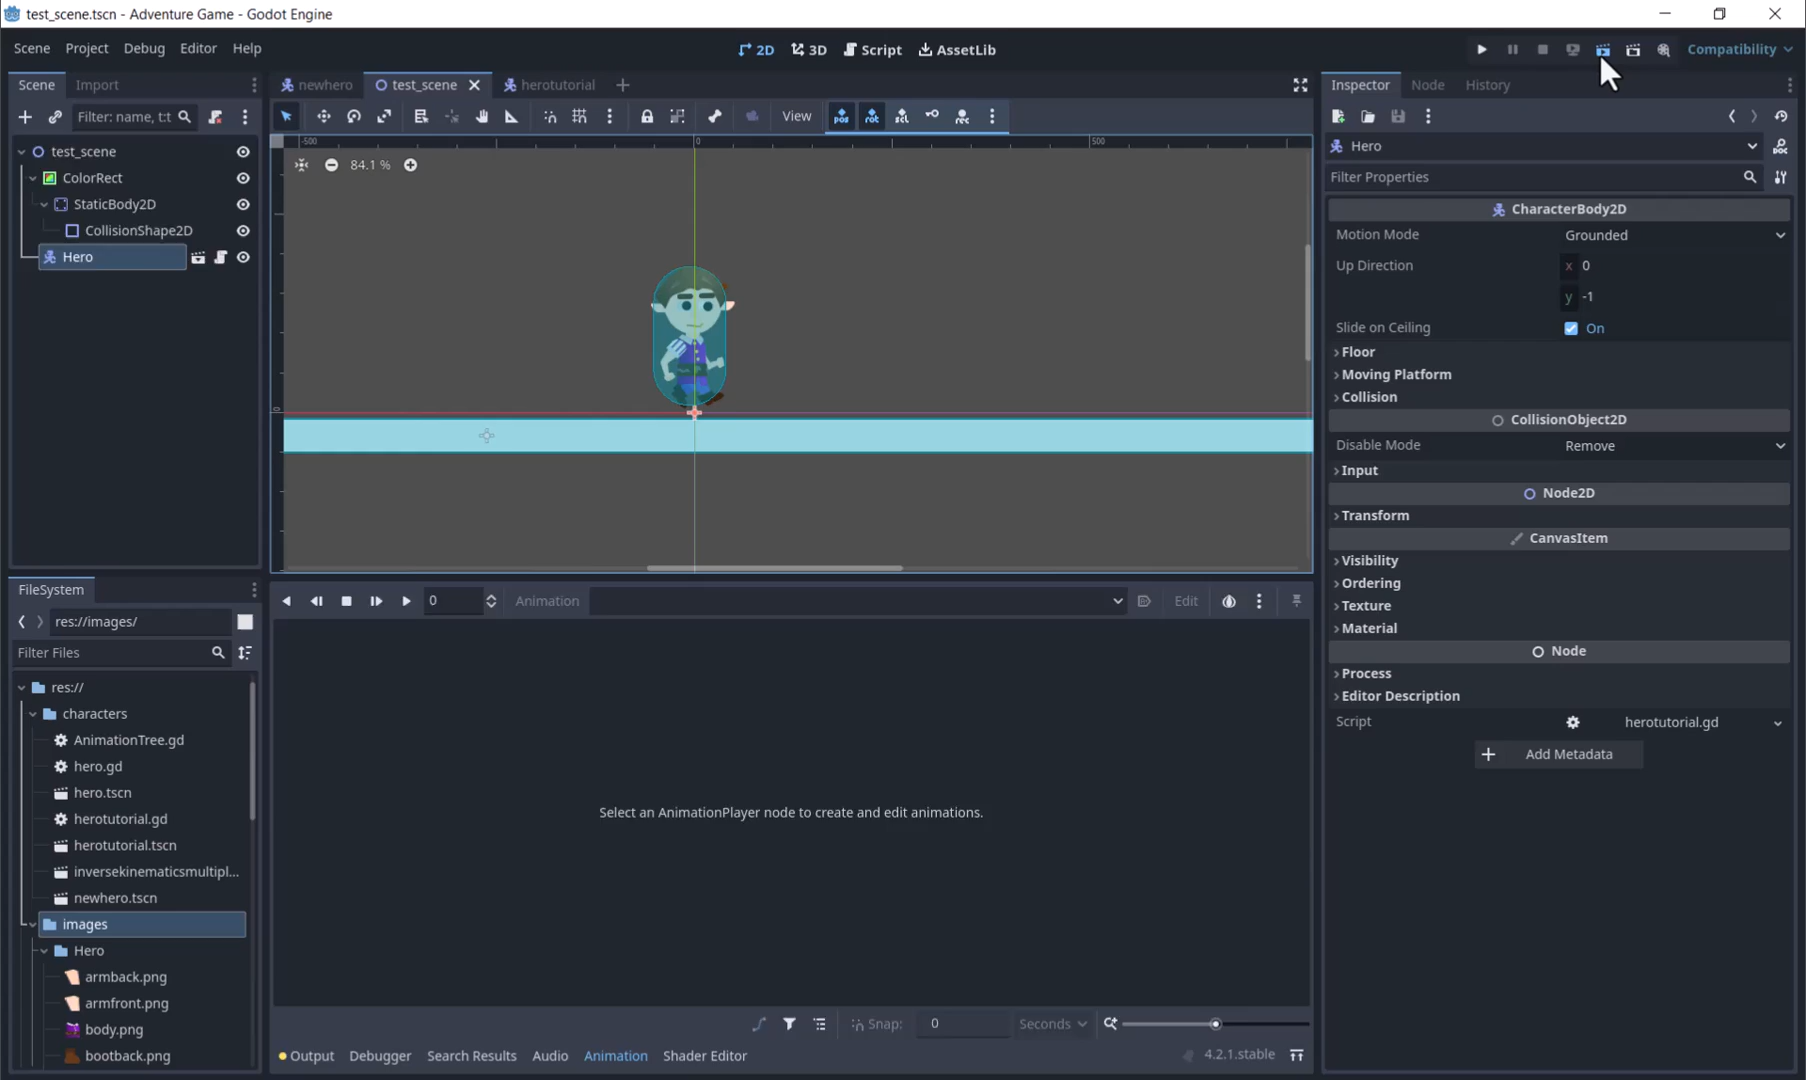 test_scene.tscn - Adventure Game - Godot Engine
Scene Project Debug Editor Help
2D 3D Script AssetLib
Compatibility
Scene Import
newhero test_scene herotutorial
Inspector Node History
Filter: name, t:t
View
Hero
Filter Properties
test_scene
ColorRect
StaticBody2D
CollisionShape2D
Hero
-500 0 500
84.1 %
0
CharacterBody2D
Motion Mode Grounded
Up Direction x 0
y -1
Slide on Ceiling On
Floor
Moving Platform
Collision
CollisionObject2D
Disable Mode Remove
Input
Node2D
Transform
CanvasItem
Visibility
Ordering
Texture
Material
Node
Process
Editor Description
Script herotutorial.gd
Add Metadata
FileSystem
res://images/
Filter Files
res://
characters
AnimationTree.gd
hero.gd
hero.tscn
herotutorial.gd
herotutorial.tscn
inversekinematicsmultipl...
newhero.tscn
images
Hero
armback.png
armfront.png
body.png
bootback.png
0 Animation Edit
Select an AnimationPlayer node to create and edit animations.
Snap: 0 Seconds
Output Debugger Search Results Audio Animation Shader Editor
4.2.1.stable